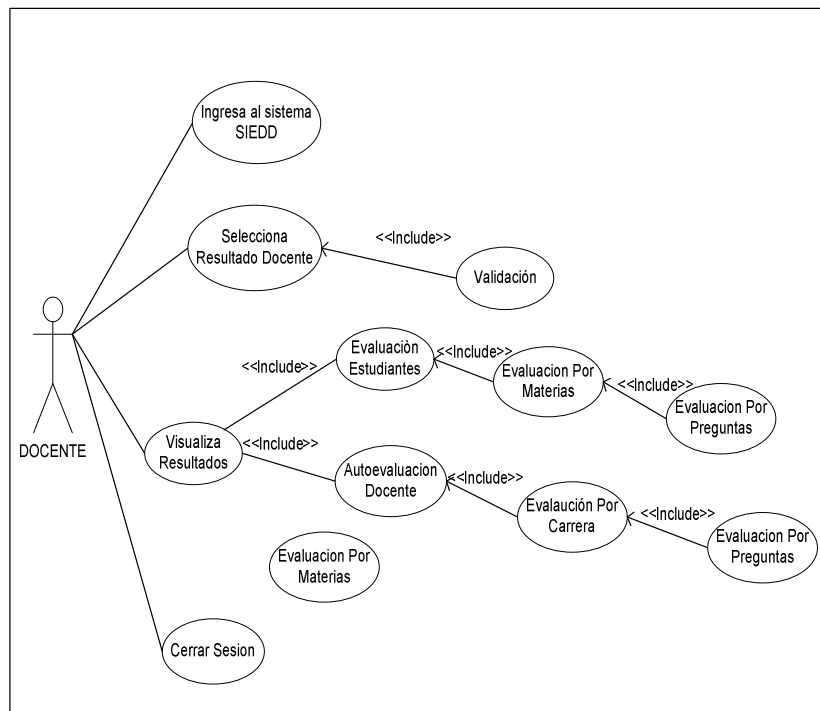 Ingresa al sistema
SIEDD
Selecciona
Resultado Docente
<<Include>>
Validación
DOCENTE
Visualiza
Resultados
<<Include>>
Evaluaciòn
Estudiantes
<<Include>>
Evaluacion Por
Materias
<<Include>>
Evaluacion Por
Preguntas
<<Include>>
Autoevaluacion
Docente
<<Include>>
Evalaución Por
Carrera
<<Include>>
Evaluacion Por
Preguntas
Evaluacion Por
Materias
Cerrar Sesion